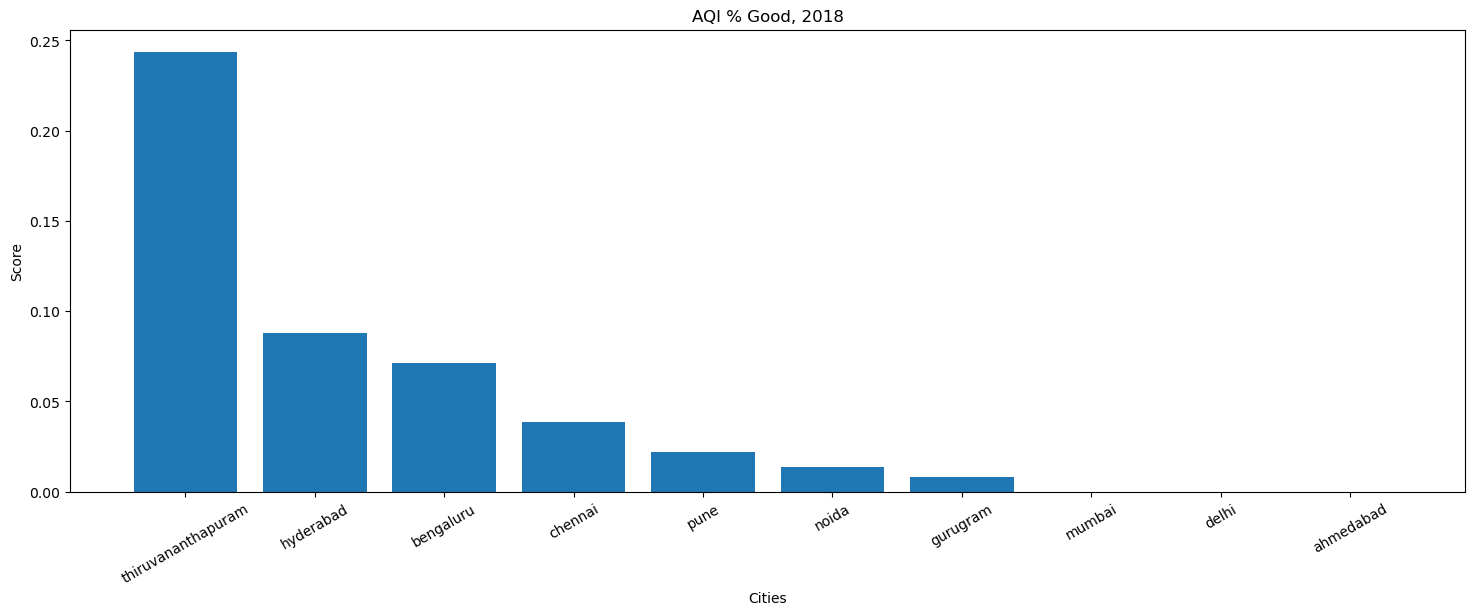 AQI % Good, 2018
0.25
0.20
0.15
0.10
0.05
0.00
Score
thiruvananthapuram
hyderabad
bengaluru
chennai
pune
noida
gurugram
mumbai
delhi
ahmedabad
Cities